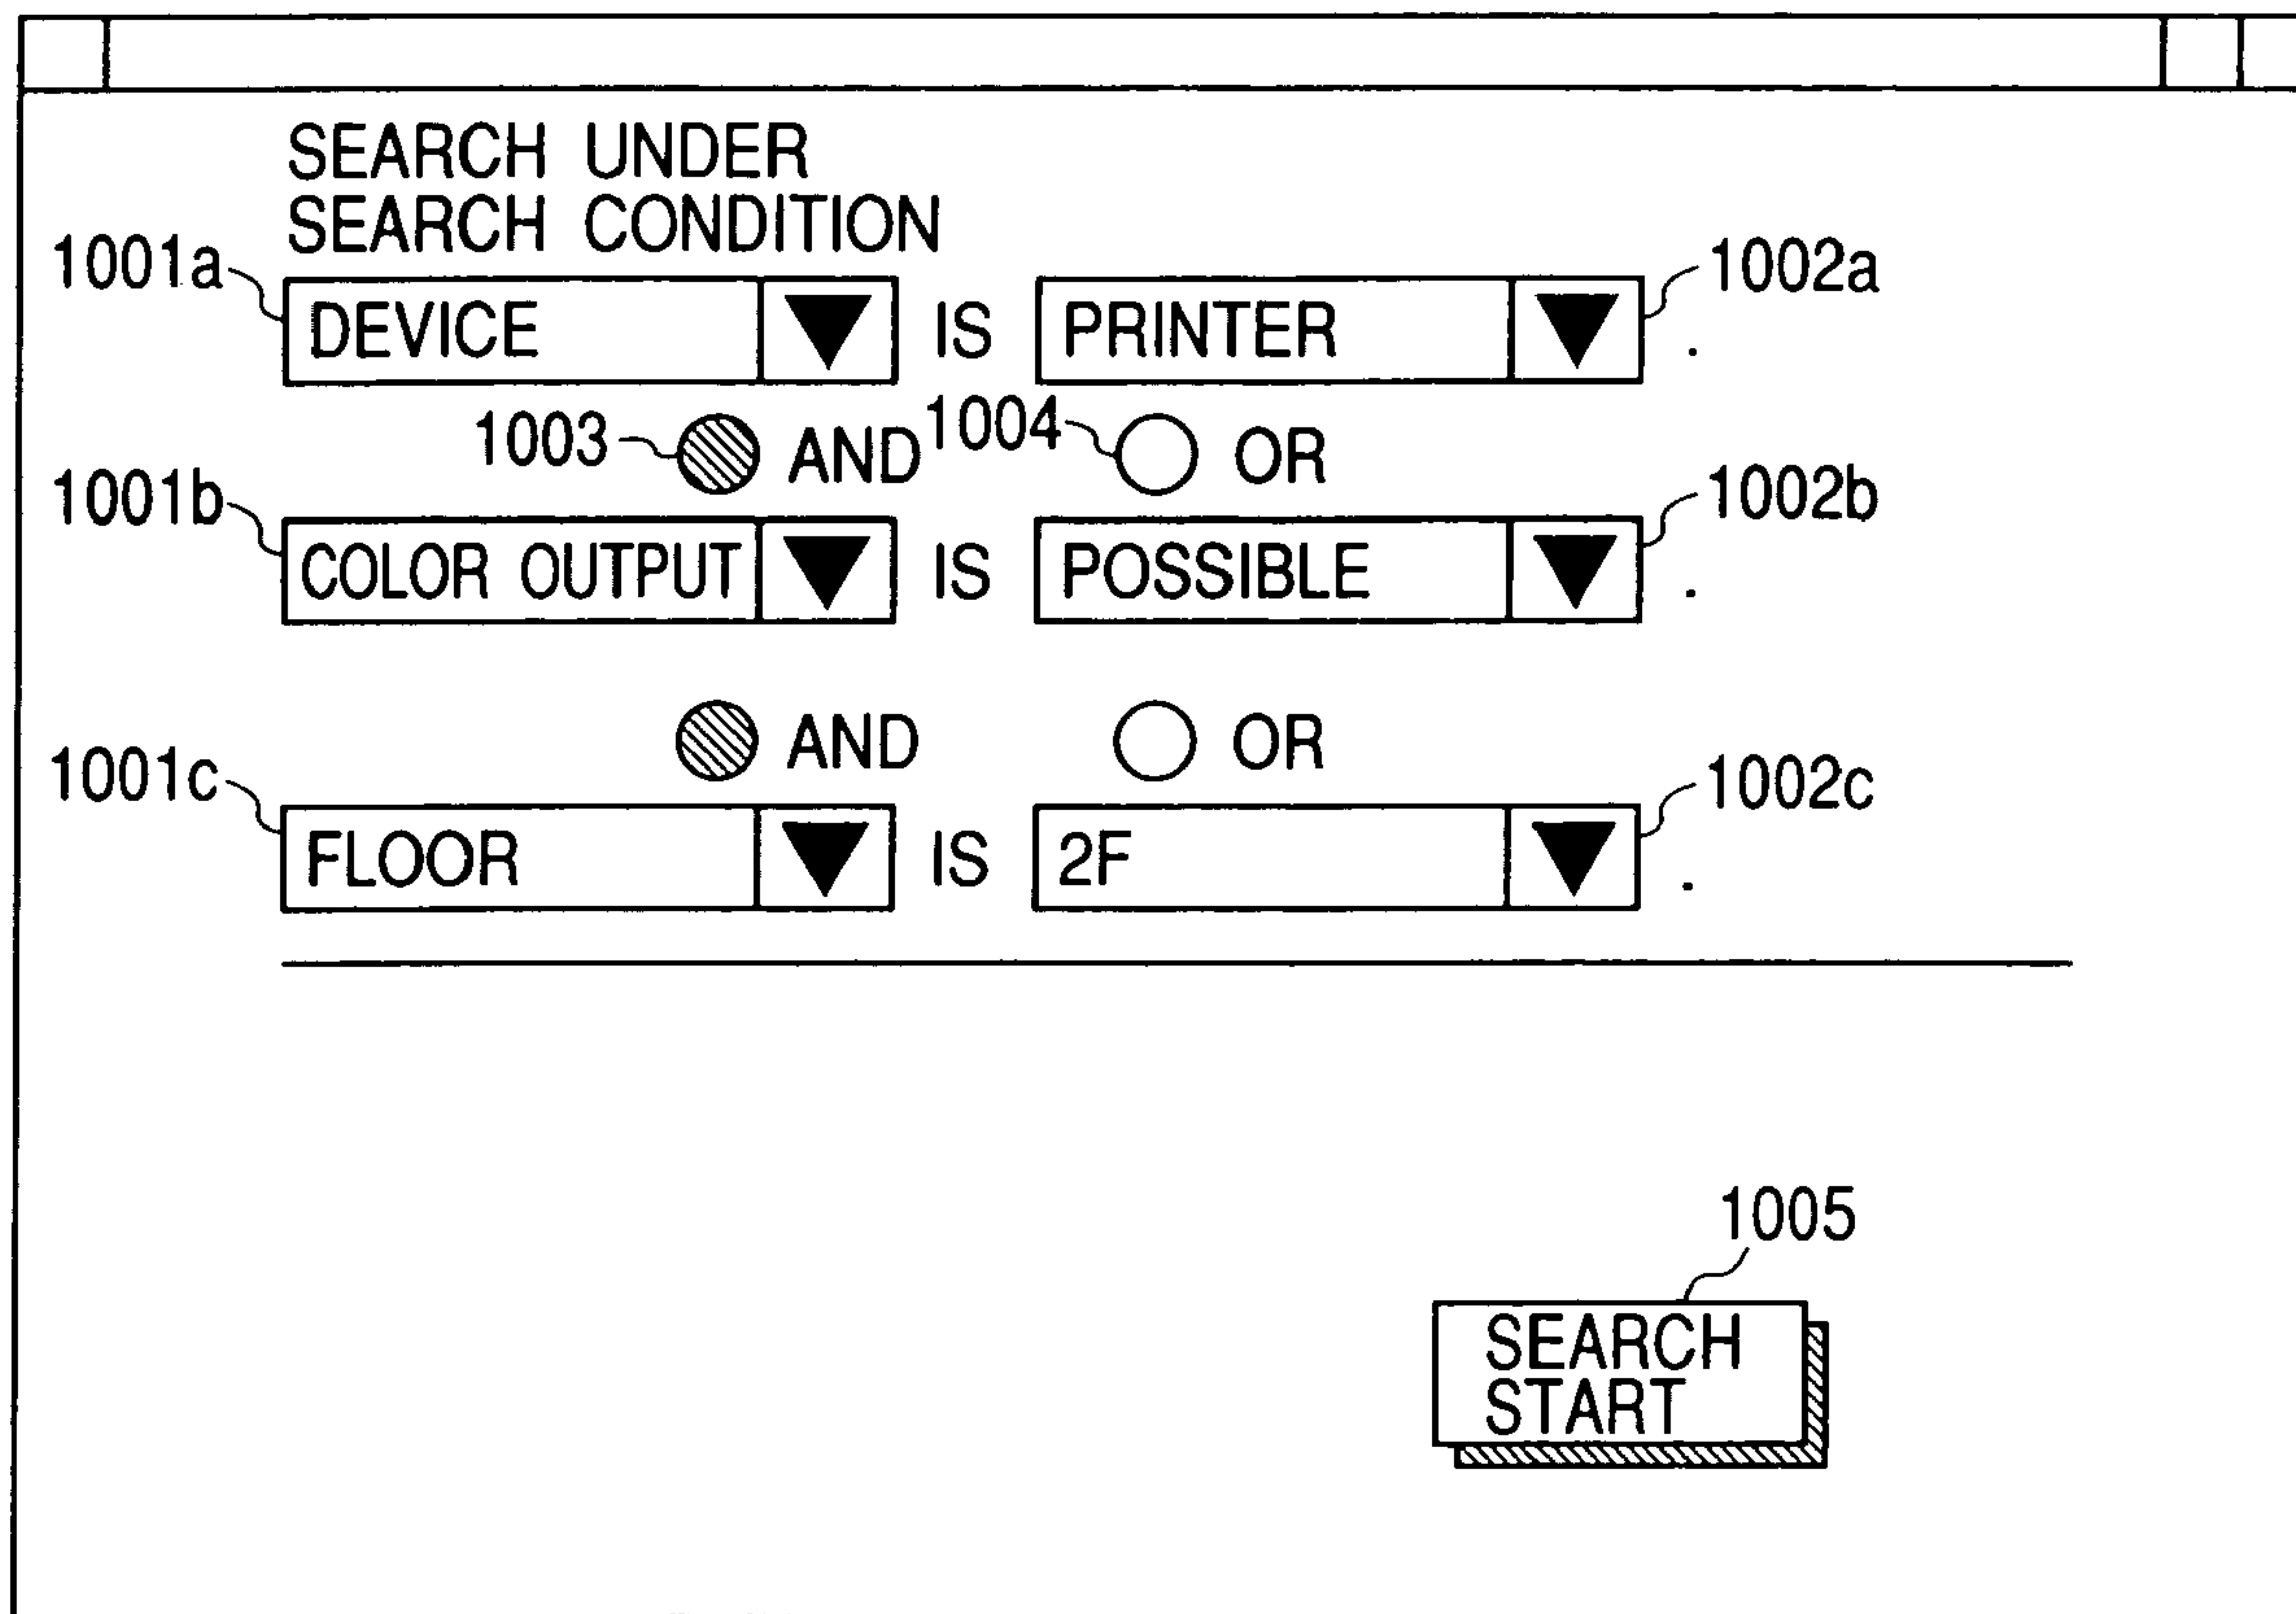 SEARCH UNDER
SEARCH CONDITION
1001a DEVICE IS PRINTER . 1002a
1003 AND 1004 OR
1001b COLOR OUTPUT IS POSSIBLE . 1002b
AND OR
1001c FLOOR IS 2F . 1002c
1005
SEARCH
START